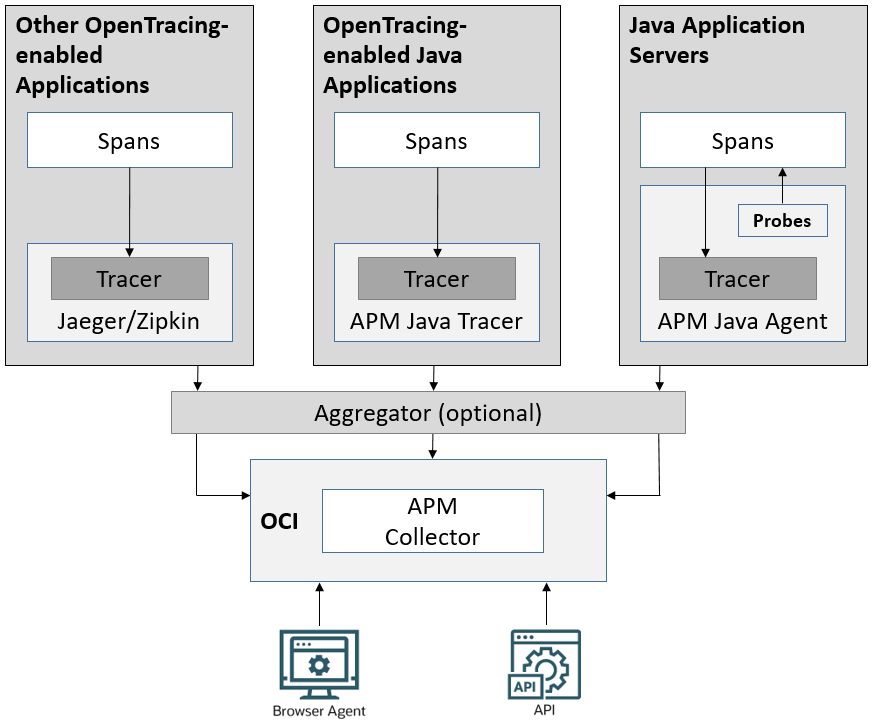 Other OpenTracing-
enabled
Applications
Spans
Tracer
Jaeger/Zipkin
OpenTracing-
enabled Java
Applications
Spans
Tracer
APM Java Tracer
Java Application
Servers
Spans
Probes
Tracer
APM Java Agent
Aggregator (optional)
OCI
APM
Collector
Browser Agent
API
API